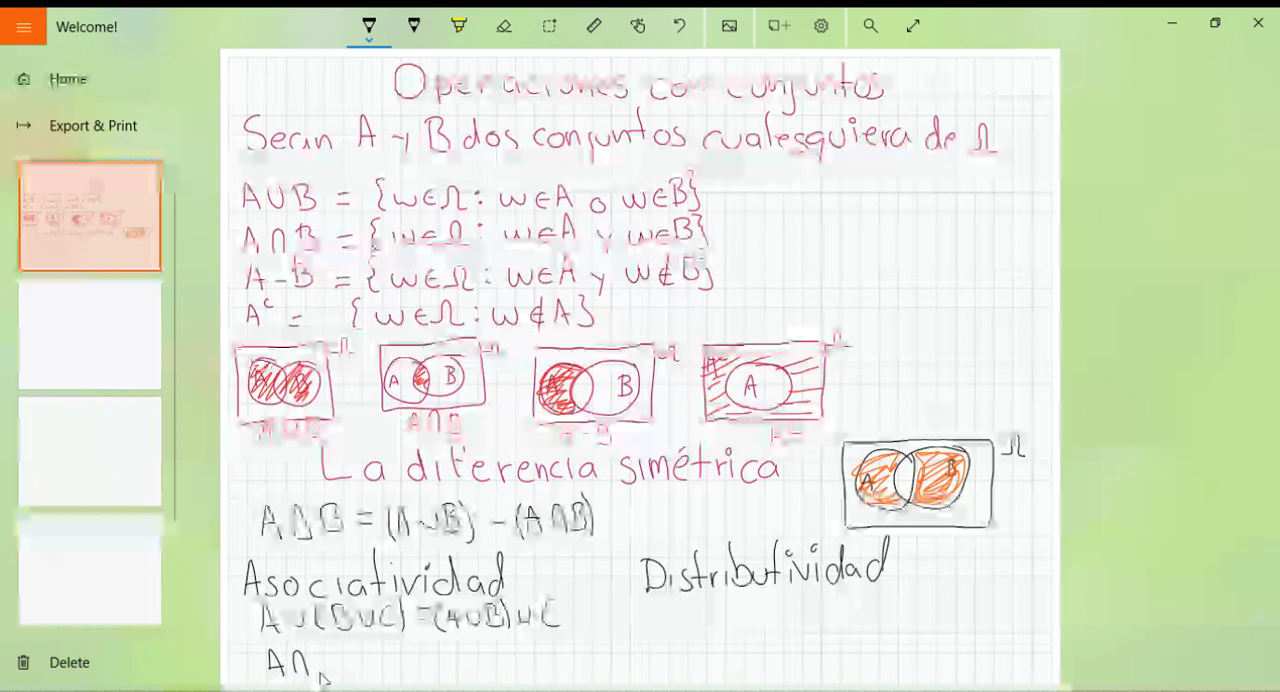 Welcome!
Home
Export & Print
Delete
Operaciones con conjuntos
Sean A y B dos conjuntos cualesquiera de Ω
A∪B = {w∈Ω: w∈A o w∈B}
A∩B = {w∈Ω: w∈A y w∈B}
A-B = {w∈Ω: w∈A y w∉B}
Aᶜ = {w∈Ω: w∉A}
Ω Ω Ω Ω
A B B A
A∪B A∩B A-B Aᶜ
La diferencia simétrica
Ω
A B
A△B = (A∪B) - (A∩B)
Asociatividad Distributividad
A∪(B∪C) = (A∪B)∪C
A∩